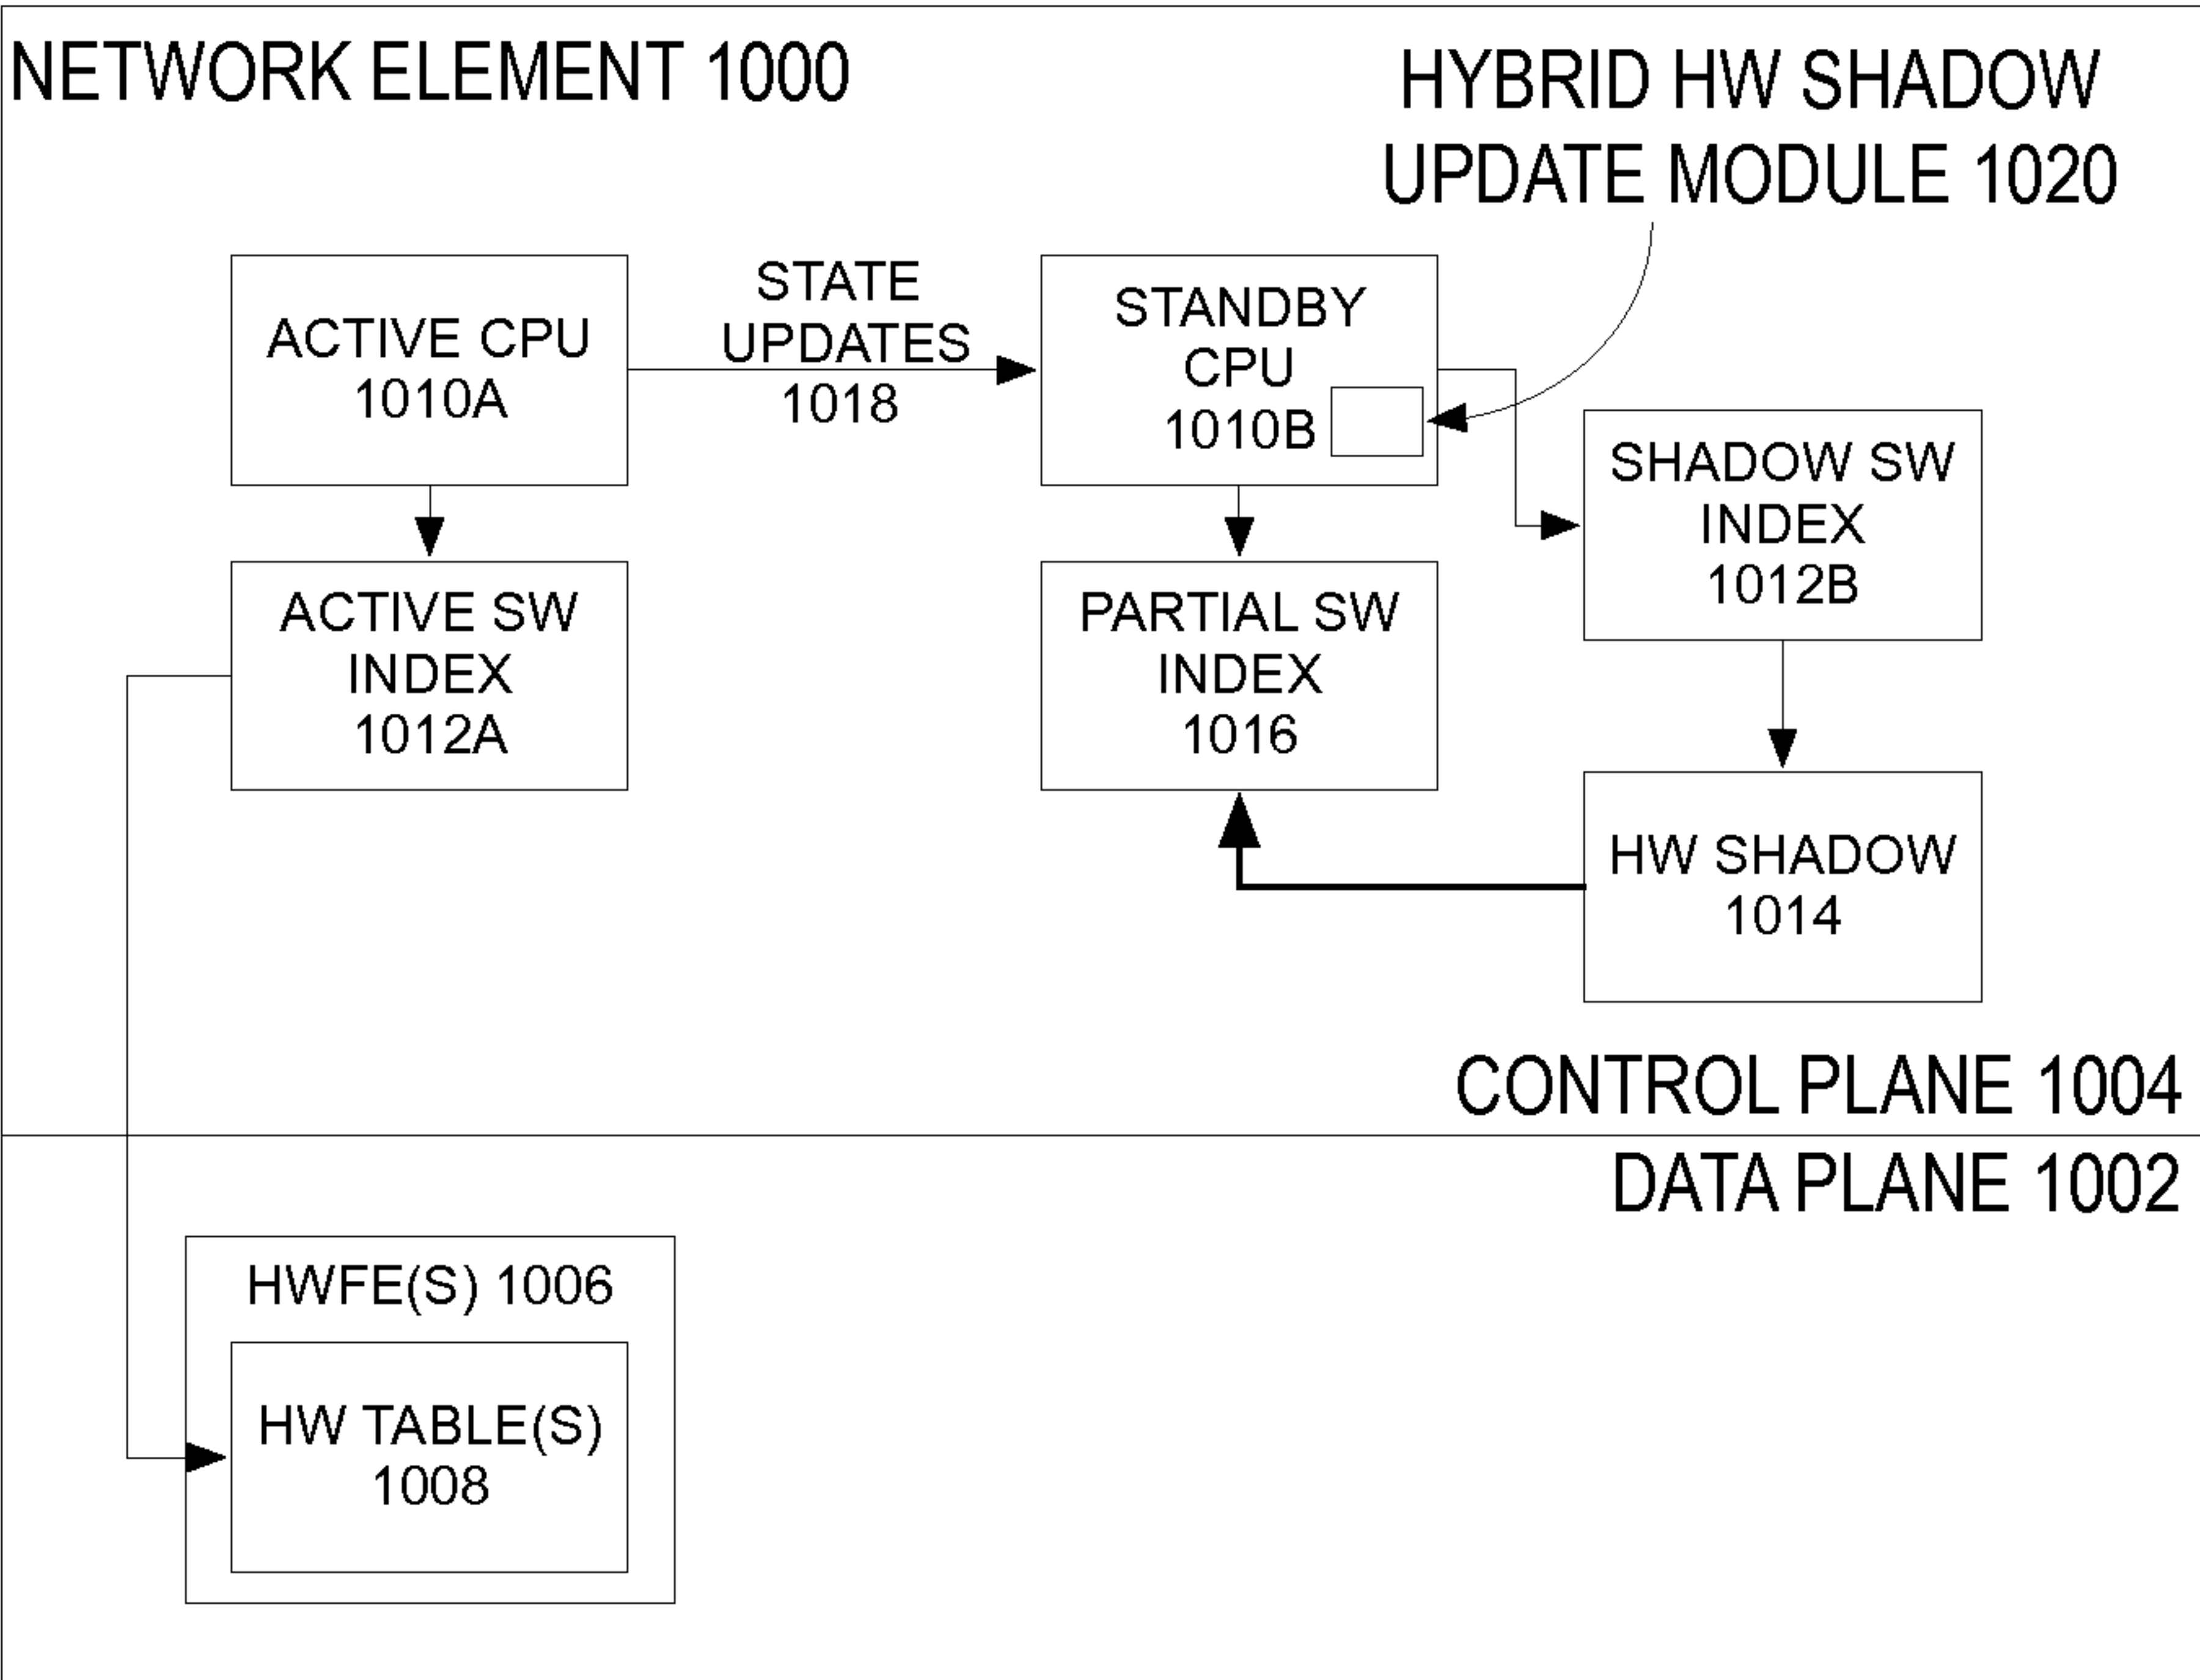 NETWORK ELEMENT 1000
HYBRID HW SHADOW
UPDATE MODULE 1020
ACTIVE CPU
1010A
STATE
UPDATES
1018
STANDBY
CPU
1010B
SHADOW SW
INDEX
1012B
ACTIVE SW
INDEX
1012A
PARTIAL SW
INDEX
1016
HW SHADOW
1014
CONTROL PLANE 1004
DATA PLANE 1002
HWFE(S) 1006
HW TABLE(S)
1008